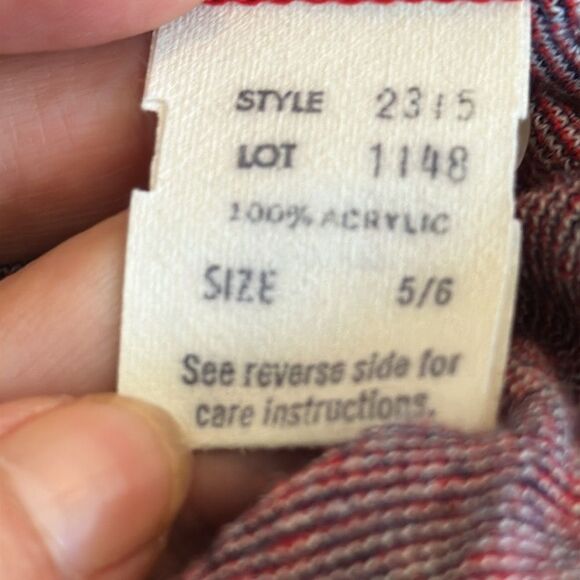 STYLE 2315
LOT 1148
100% ACRYLIC
SIZE 5/6
See reverse side for
care instructions.